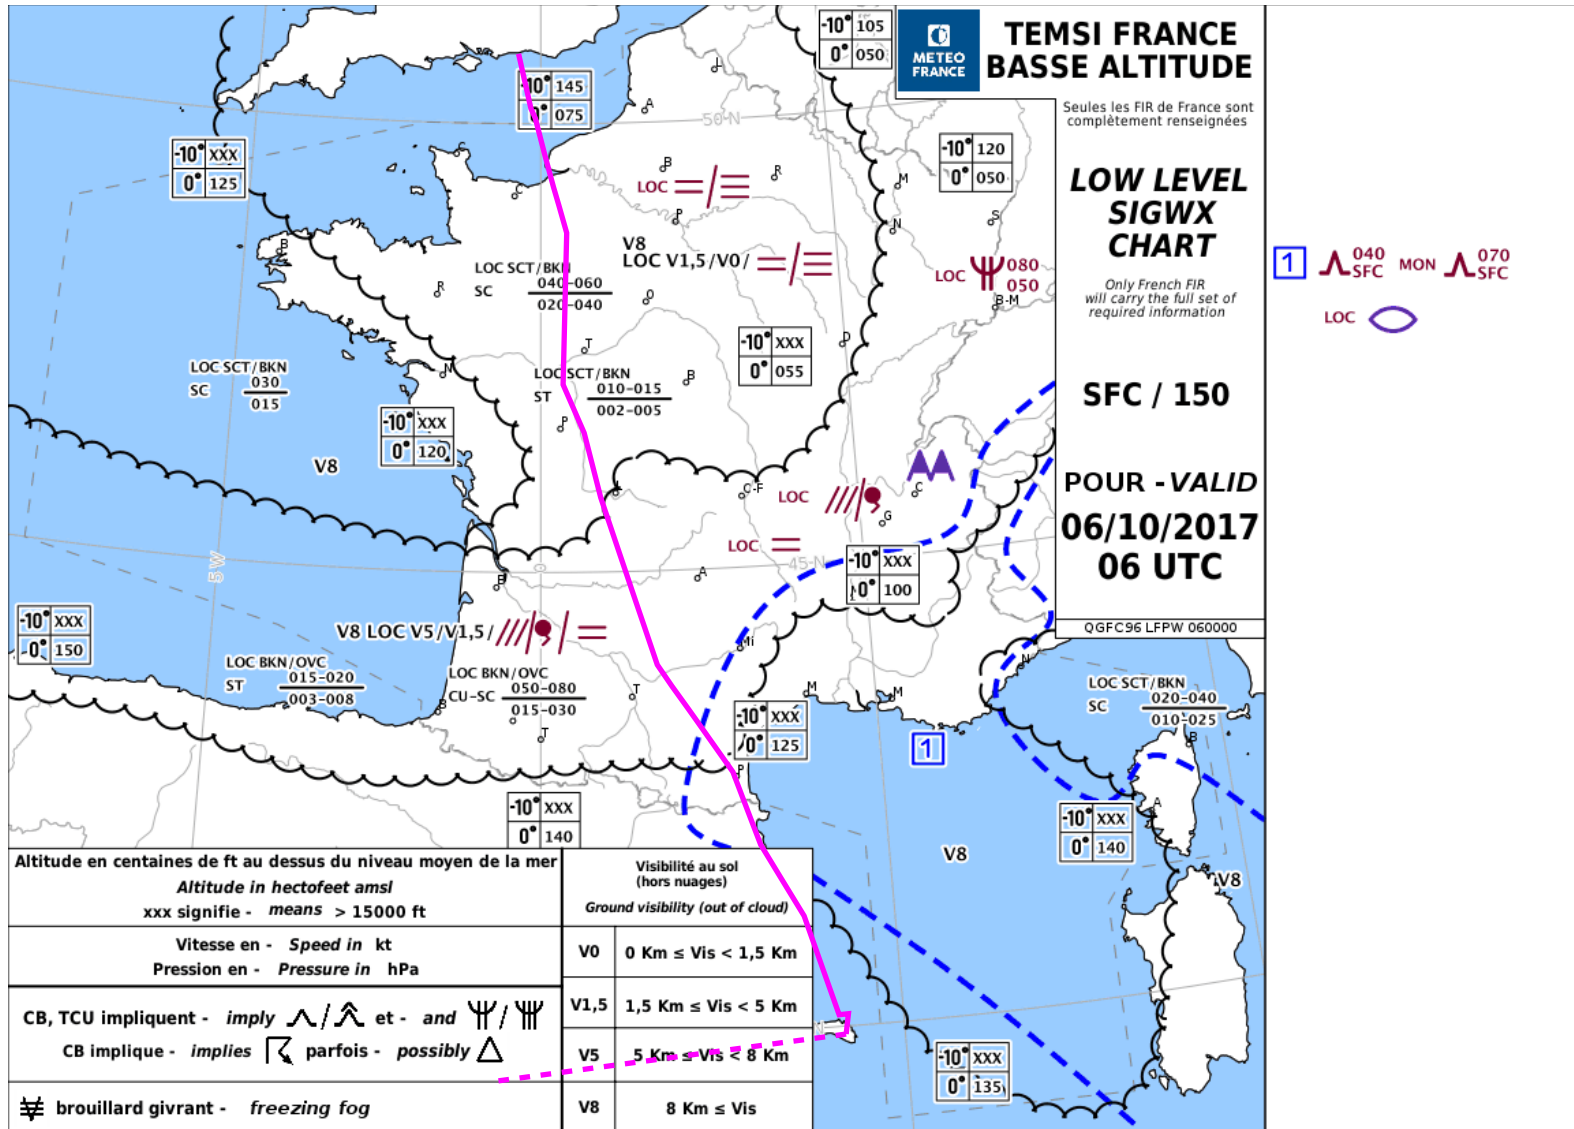 TEMSI FRANCE
BASSE ALTITUDE
METEO
FRANCE
Seules les FIR de France sont
complètement renseignées
LOW LEVEL
SIGWX
CHART
Only French FIR
will carry the full set of
required information
SFC / 150
POUR - VALID
06/10/2017
06 UTC
QGFC96 LFPW 060000
1
040
SFC
MON
070
SFC
LOC
-10° 105
0° 050
-10° 145
0° 075
50 N
-10° XXX
0° 125
-10° 120
0° 050
LOC
V8
LOC V1,5/V0/
LOC 080
050
LOC SCT/BKN
SC 040-060
020-040
-10° XXX
0° 055
LOC SCT/BKN
SC 030
015
LOC SCT/BKN
ST 010-015
002-005
-10° XXX
0° 120
V8
LOC
LOC
45 N
5 W
0
-10° XXX
0° 100
-10° XXX
0° 150
V8 LOC V5/V1,5/
LOC BKN/OVC
ST 015-020
003-008
LOC BKN/OVC
CU-SC 050-080
015-030
LOC SCT/BKN
SC 020-040
010-025
-10° XXX
0° 125
1
-10° XXX
0° 140
-10° XXX
0° 140
V8
V8
-10° XXX
0° 135
L
A
C
C
B
R
P
M
N
S
B-M
B
R
O
T
N
B
D
P
L
C-F
C
G
B
A
Mi
M
M
N
B
T
T
P
B
A
N
Altitude en centaines de ft au dessus du niveau moyen de la mer
Altitude in hectofeet amsl
xxx signifie - means > 15000 ft
Vitesse en - Speed in kt
Pression en - Pressure in hPa
CB, TCU impliquent - imply / et - and /
CB implique - implies parfois - possibly
brouillard givrant - freezing fog
Visibilité au sol
(hors nuages)
Ground visibility (out of cloud)
V0 0 Km ≤ Vis < 1,5 Km
V1,5 1,5 Km ≤ Vis < 5 Km
V5 5 Km ≤ Vis < 8 Km
V8 8 Km ≤ Vis